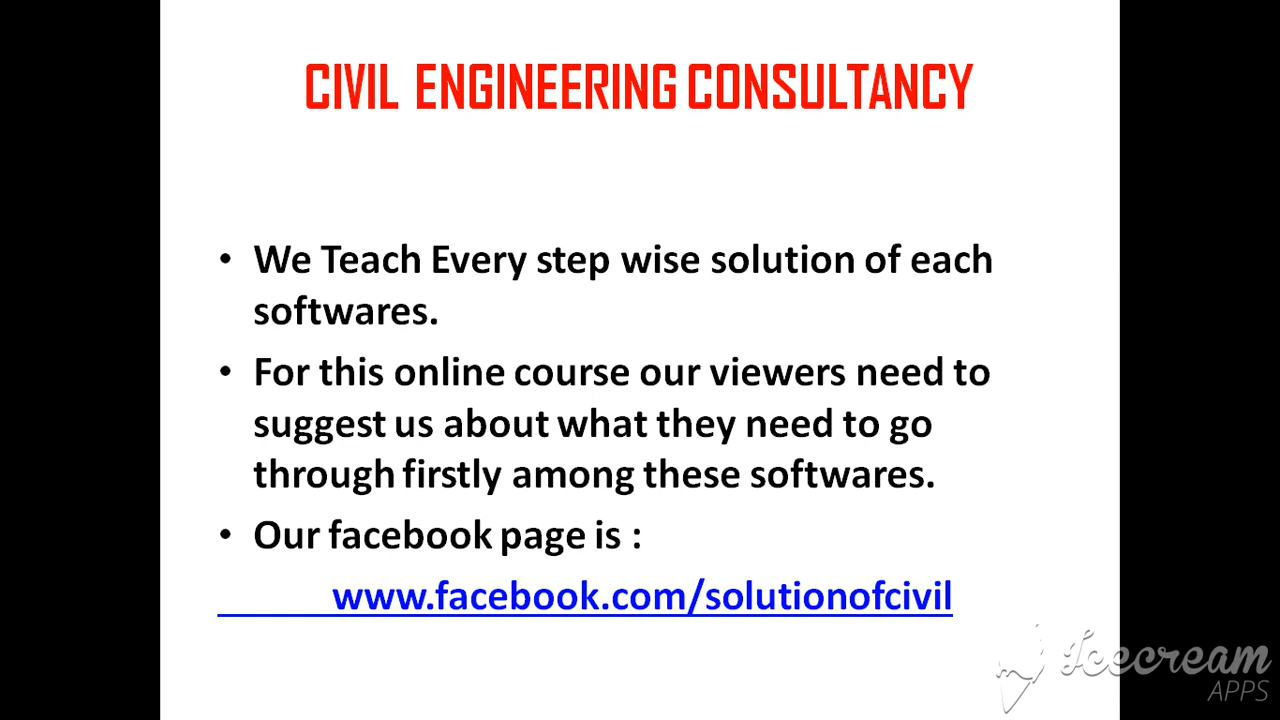 CIVIL ENGINEERING CONSULTANCY
• We Teach Every step wise solution of each
softwares.
• For this online course our viewers need to
suggest us about what they need to go
through firstly among these softwares.
• Our facebook page is :
www.facebook.com/solutionofcivil
Icecream
APPS